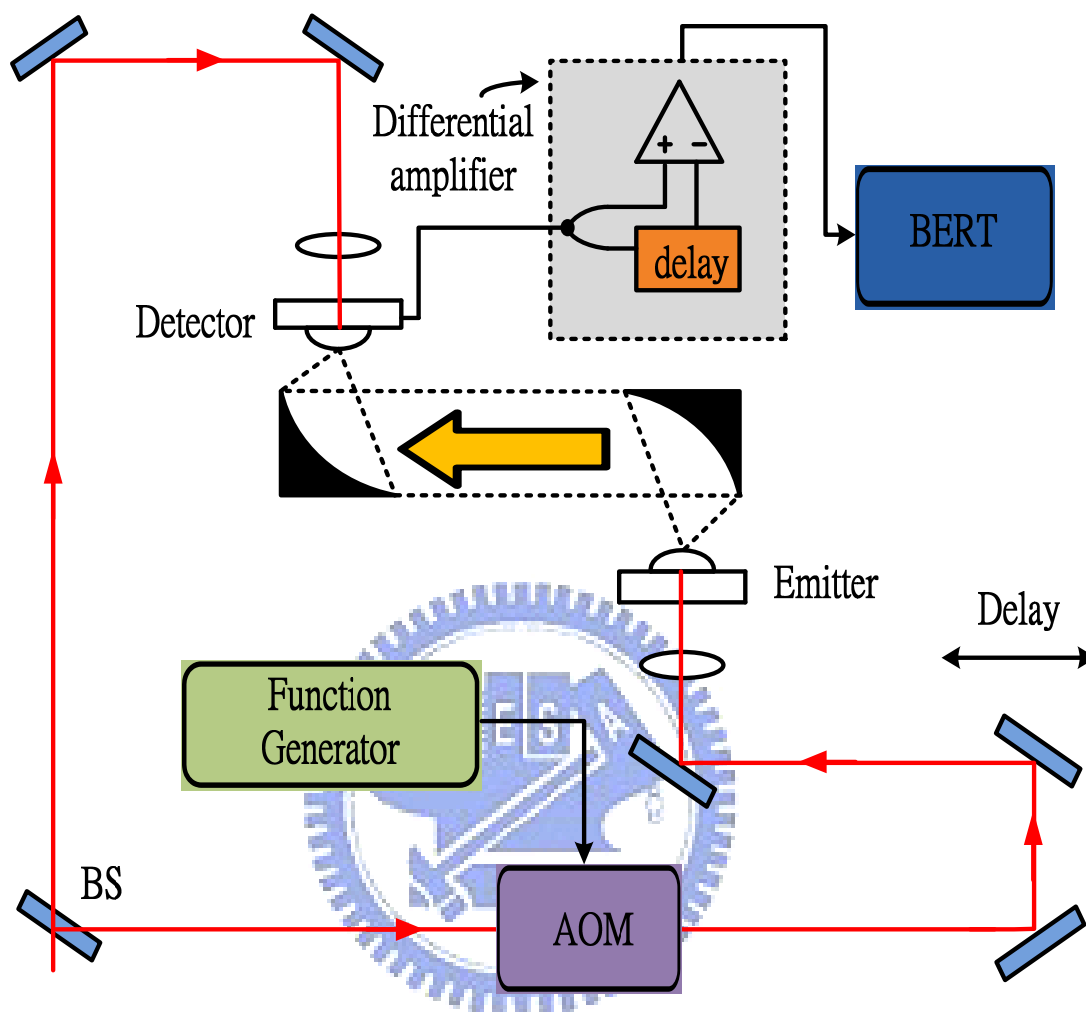 Differential
amplifier
+ −
delay
BERT
Detector
Emitter
Delay
Function
Generator
E S A
BS
AOM